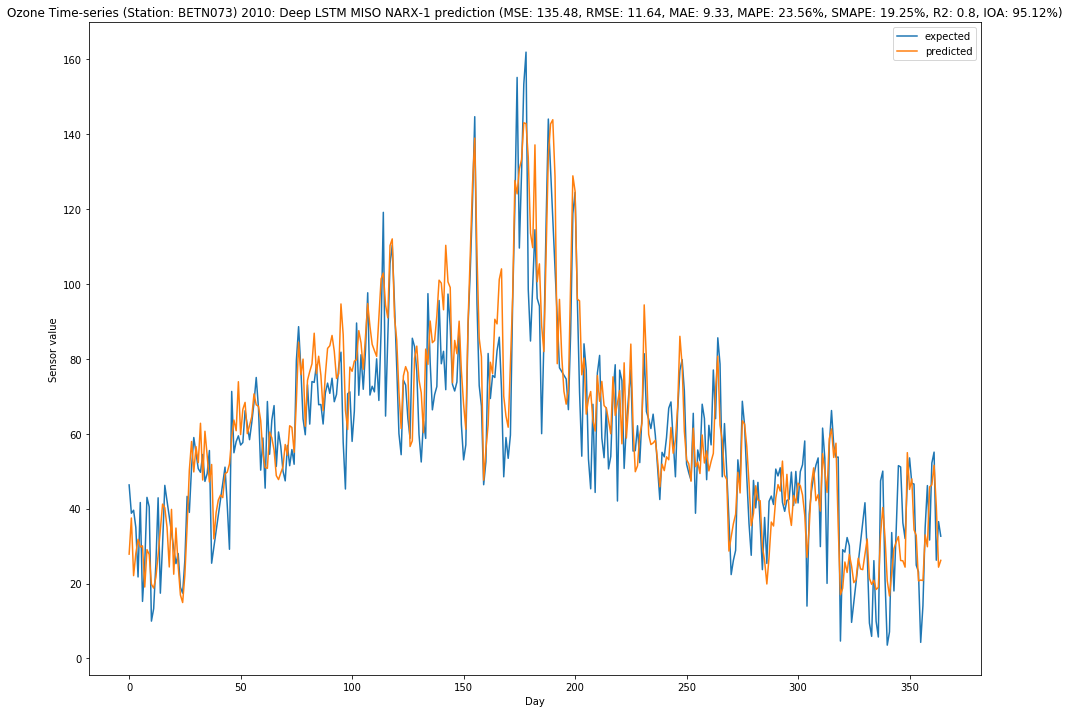 Ozone Time-series (Station: BETN073) 2010: Deep LSTM MISO NARX-1 prediction (MSE: 135.48, RMSE: 11.64, MAE: 9.33, MAPE: 23.56%, SMAPE: 19.25%, R2: 0.8, IOA: 95.12%)
expected
predicted
160
140
120
100
80
60
40
20
0
Sensor value
0 50 100 150 200 250 300 350
Day